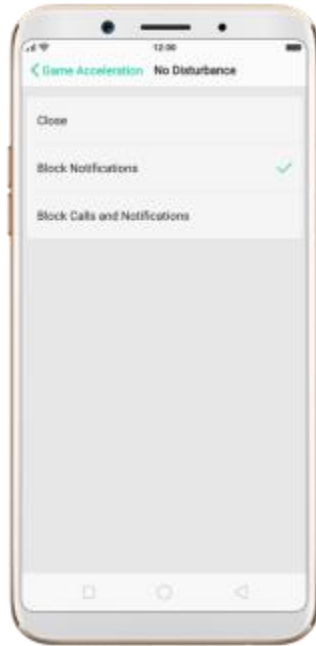 12:00
Game Acceleration No Disturbance
Close
Block Notifications
Block Calls and Notifications